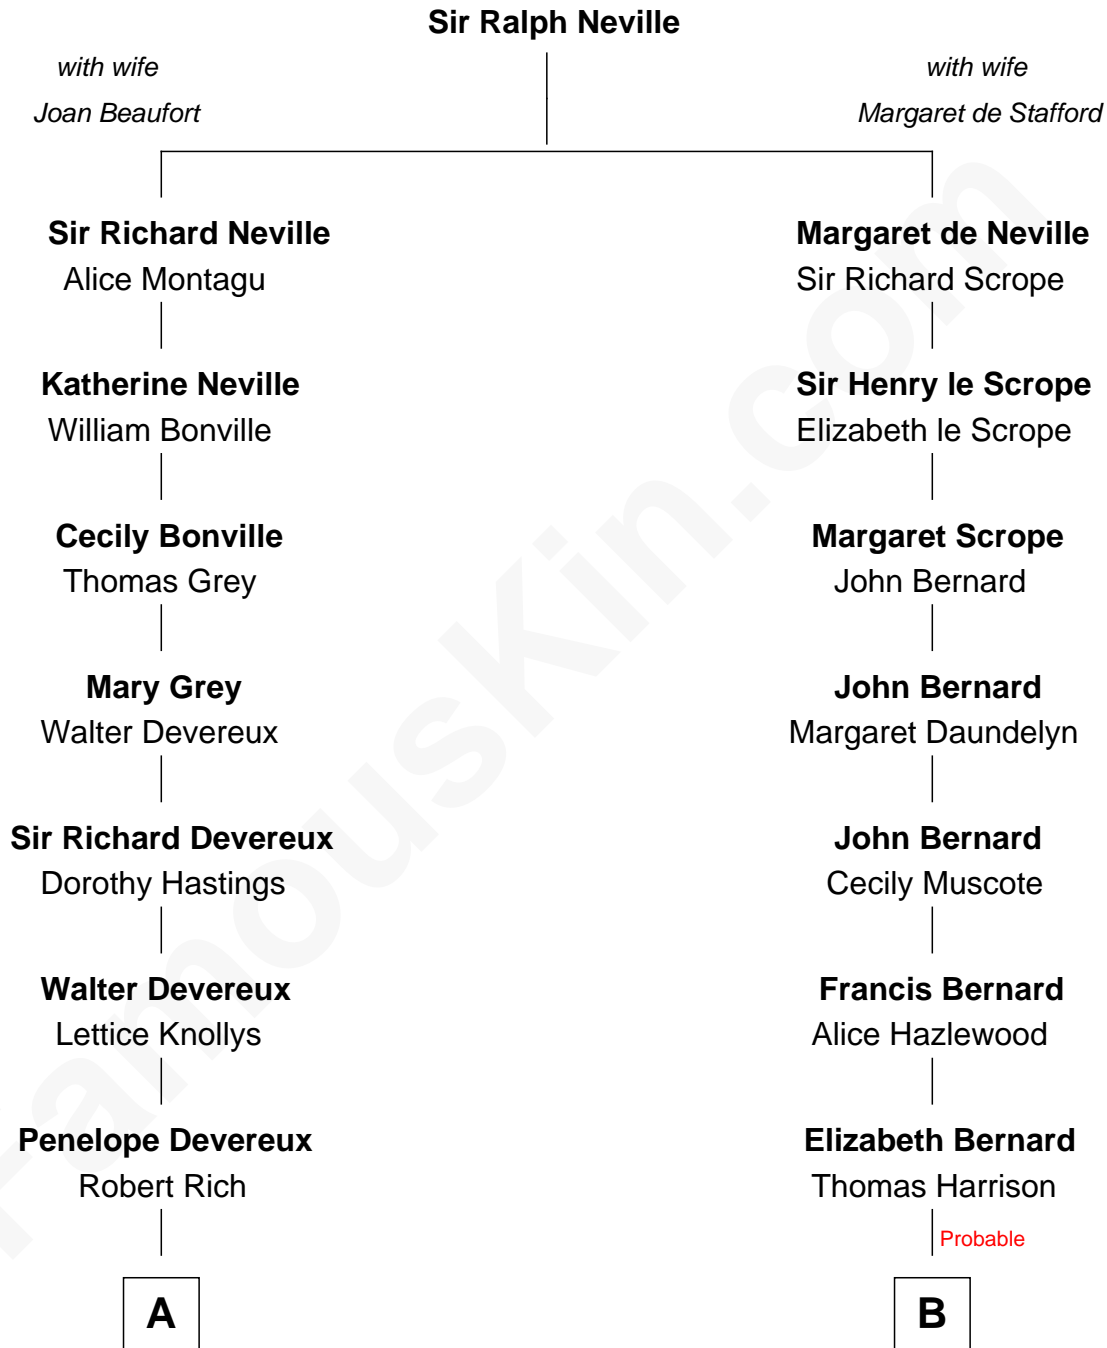 Sir Ralph Neville
with wife
Joan Beaufort
with wife
Margaret de Stafford
Sir Richard Neville
Alice Montagu
Margaret de Neville
Sir Richard Scrope
Katherine Neville
William Bonville
Sir Henry le Scrope
Elizabeth le Scrope
Cecily Bonville
Thomas Grey
Margaret Scrope
John Bernard
Mary Grey
Walter Devereux
John Bernard
Margaret Daundelyn
Sir Richard Devereux
Dorothy Hastings
John Bernard
Cecily Muscote
Walter Devereux
Lettice Knollys
Francis Bernard
Alice Hazlewood
Penelope Devereux
Robert Rich
Elizabeth Bernard
Thomas Harrison
Probable
A
B
FamousKin.com